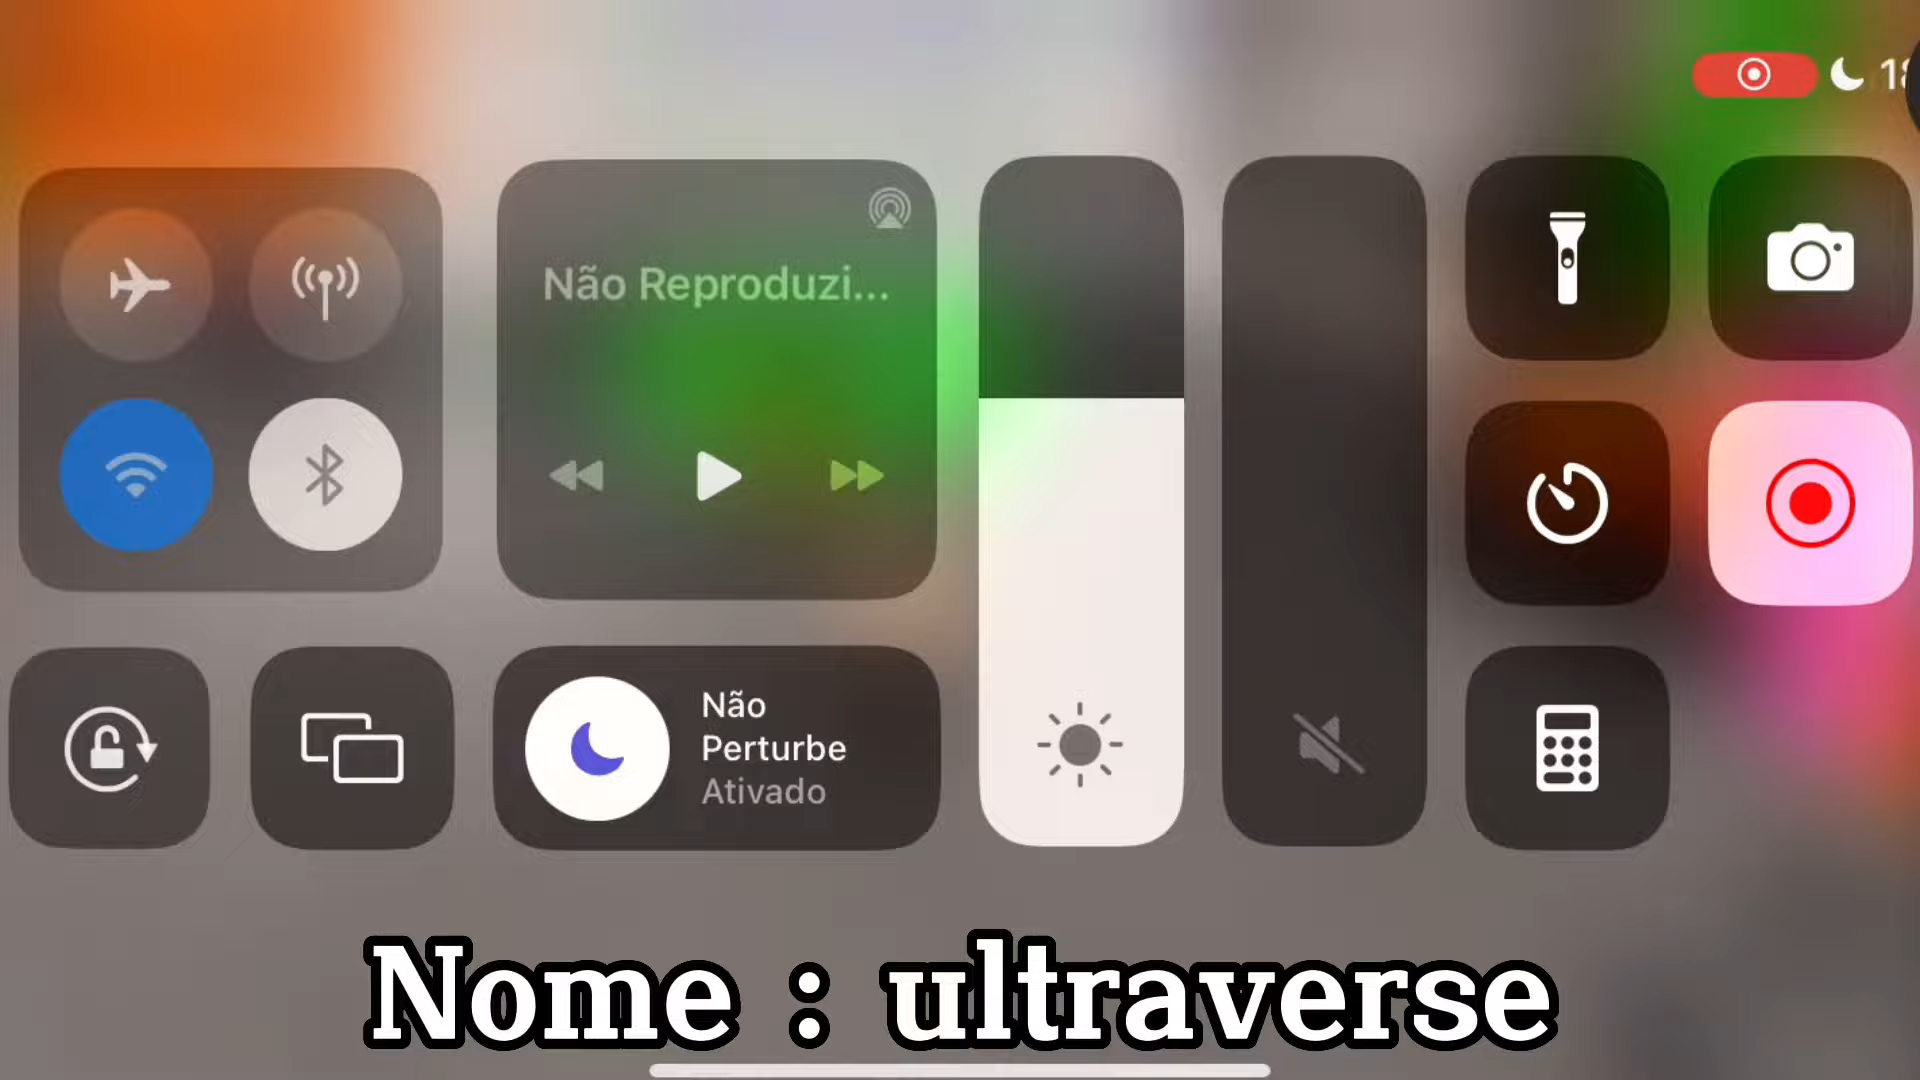 Não Reproduzi...
Não
Perturbe
Ativado
Nome : ultraverse